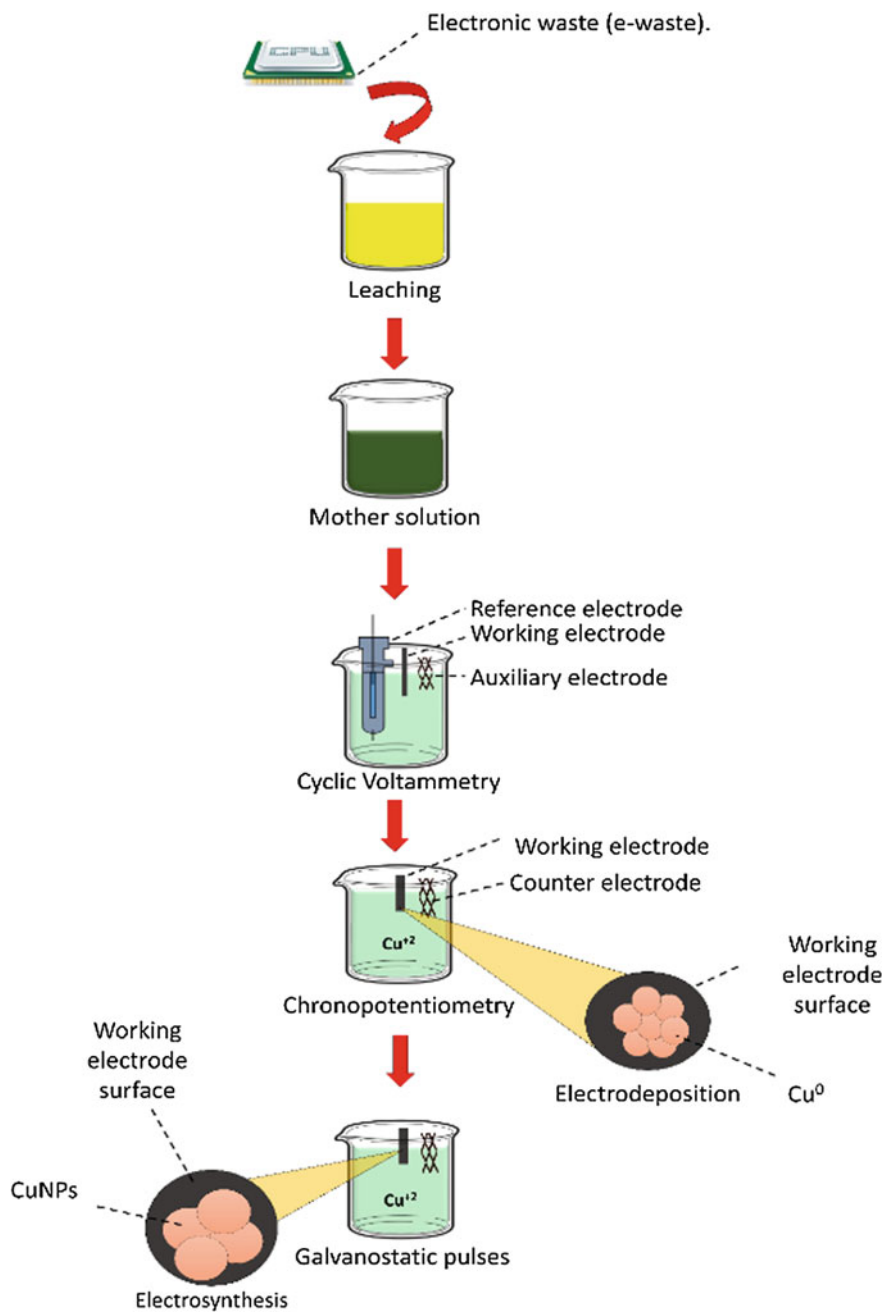 Electronic waste (e-waste).
CPU
Leaching
Mother solution
Reference electrode
Working electrode
Auxiliary electrode
Cyclic Voltammetry
Working electrode
Counter electrode
Cu⁺²
Chronopotentiometry
Working
electrode
surface
Electrodeposition
Cu⁰
Working
electrode
surface
CuNPs
Cu⁺²
Galvanostatic pulses
Electrosynthesis